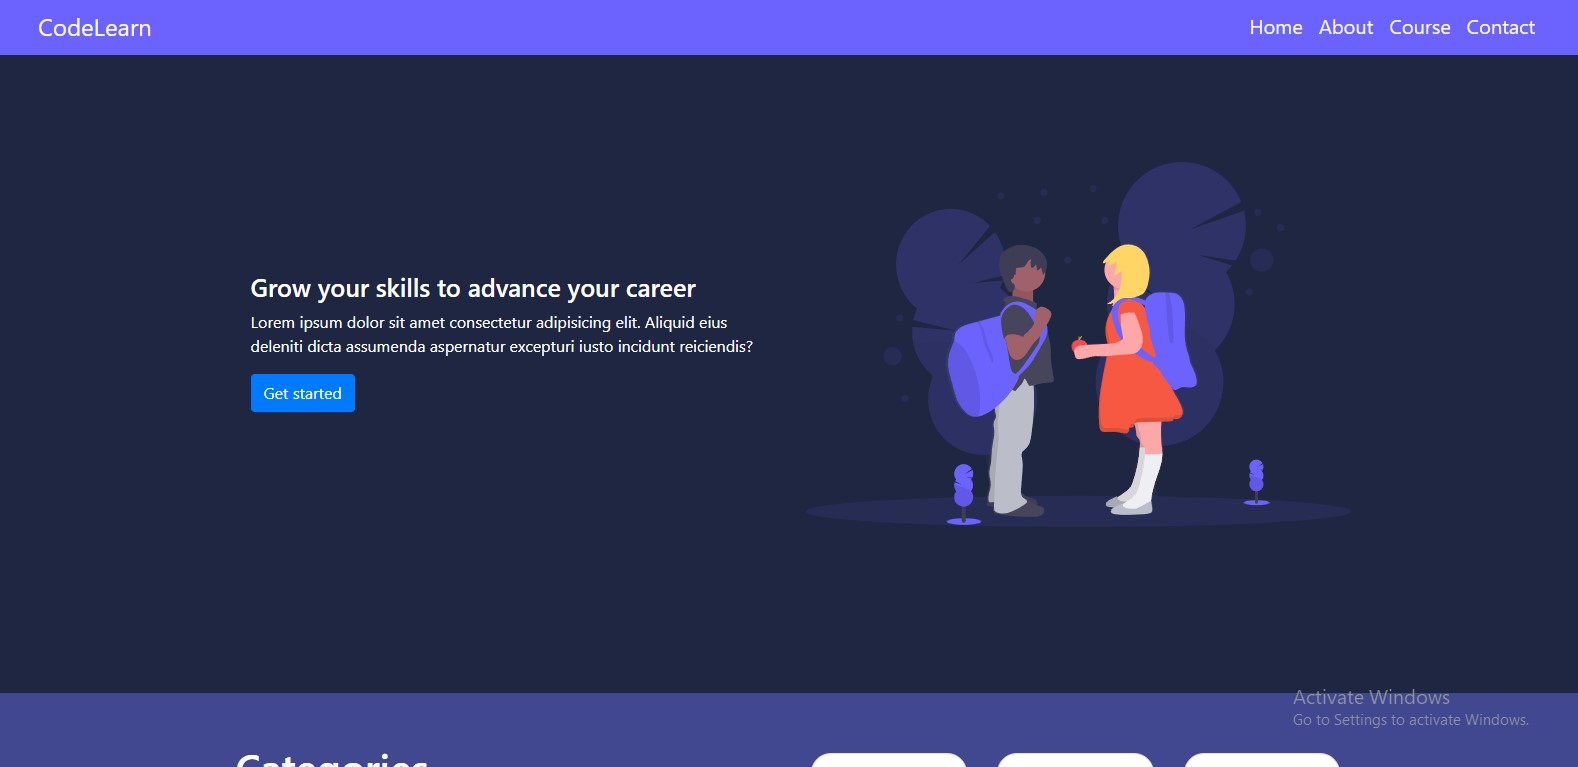 CodeLearn
Home About Course Contact
Grow your skills to advance your career
Lorem ipsum dolor sit amet consectetur adipisicing elit. Aliquid eius
deleniti dicta assumenda aspernatur excepturi iusto incidunt reiciendis?
Get started
Activate Windows
Go to Settings to activate Windows.
Categories